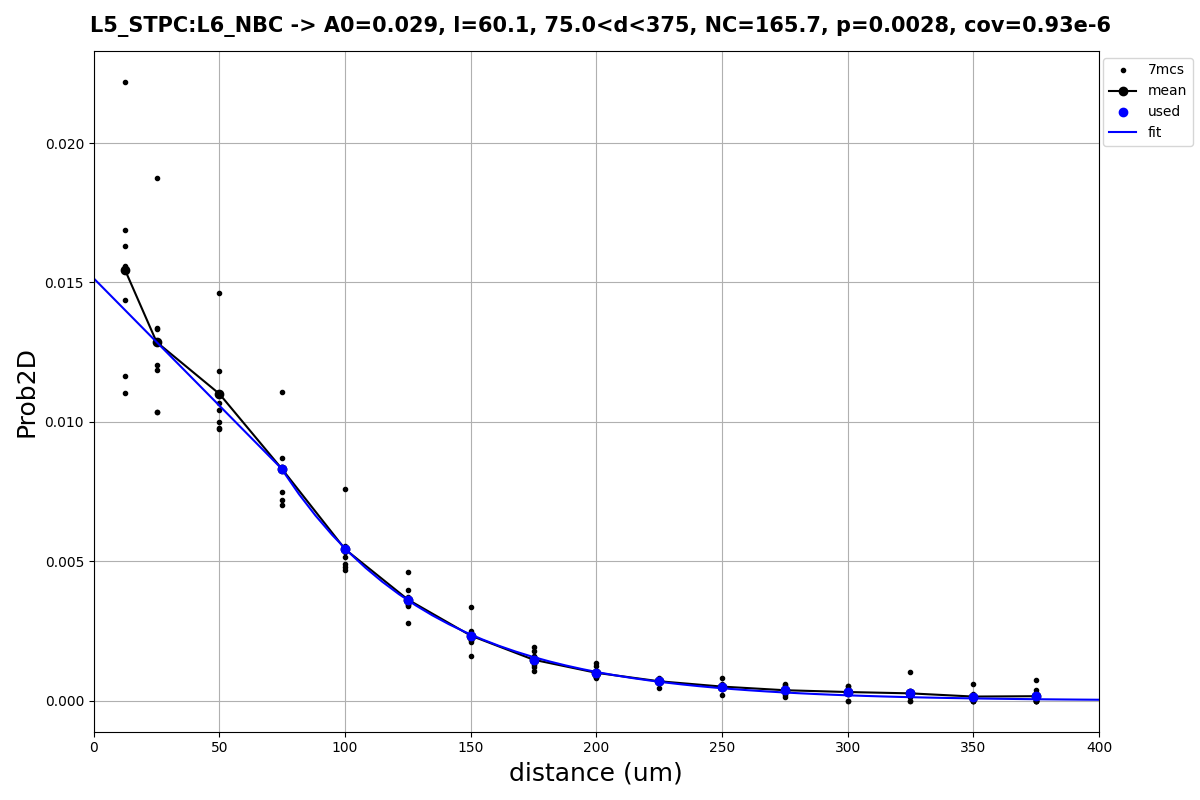 L5_STPC:L6_NBC -> A0=0.029, l=60.1, 75.0<d<375, NC=165.7, p=0.0028, cov=0.93e-6
7mcs
mean
used
fit
Prob2D
0.020
0.015
0.010
0.005
0.000
0 50 100 150 200 250 300 350 400
distance (um)